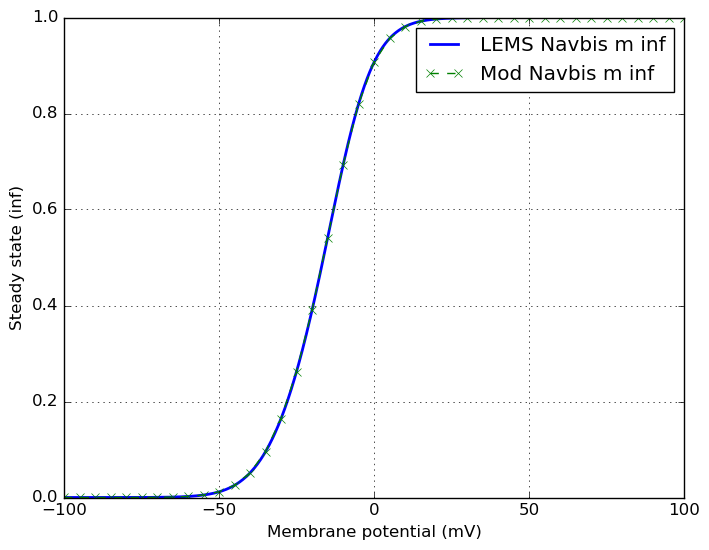 1.0
0.8
0.6
0.4
0.2
0.0
Steady state (inf)
LEMS Navbis m inf
Mod Navbis m inf
−100
−50
0
50
100
Membrane potential (mV)